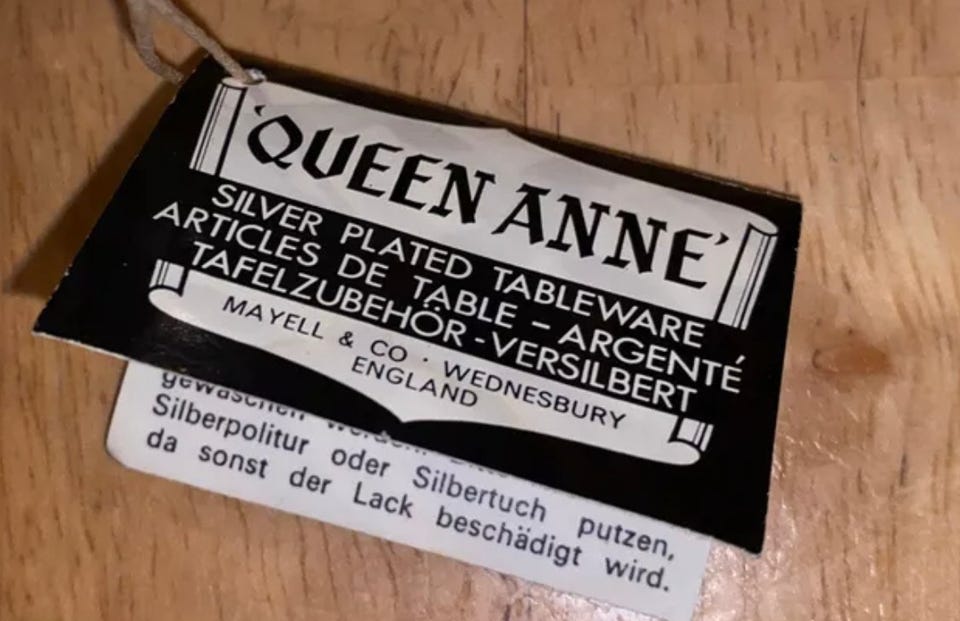 'QUEEN ANNE'
SILVER PLATED TABLEWARE
ARTICLES DE TABLE - ARGENTÉ
TAFELZUBEHÖR-VERSILBERT
MAYELL & CO · WEDNESBURY
ENGLAND
gewaschen
Silberpolitur oder Silbertuch putzen,
da sonst der Lack beschädigt wird.